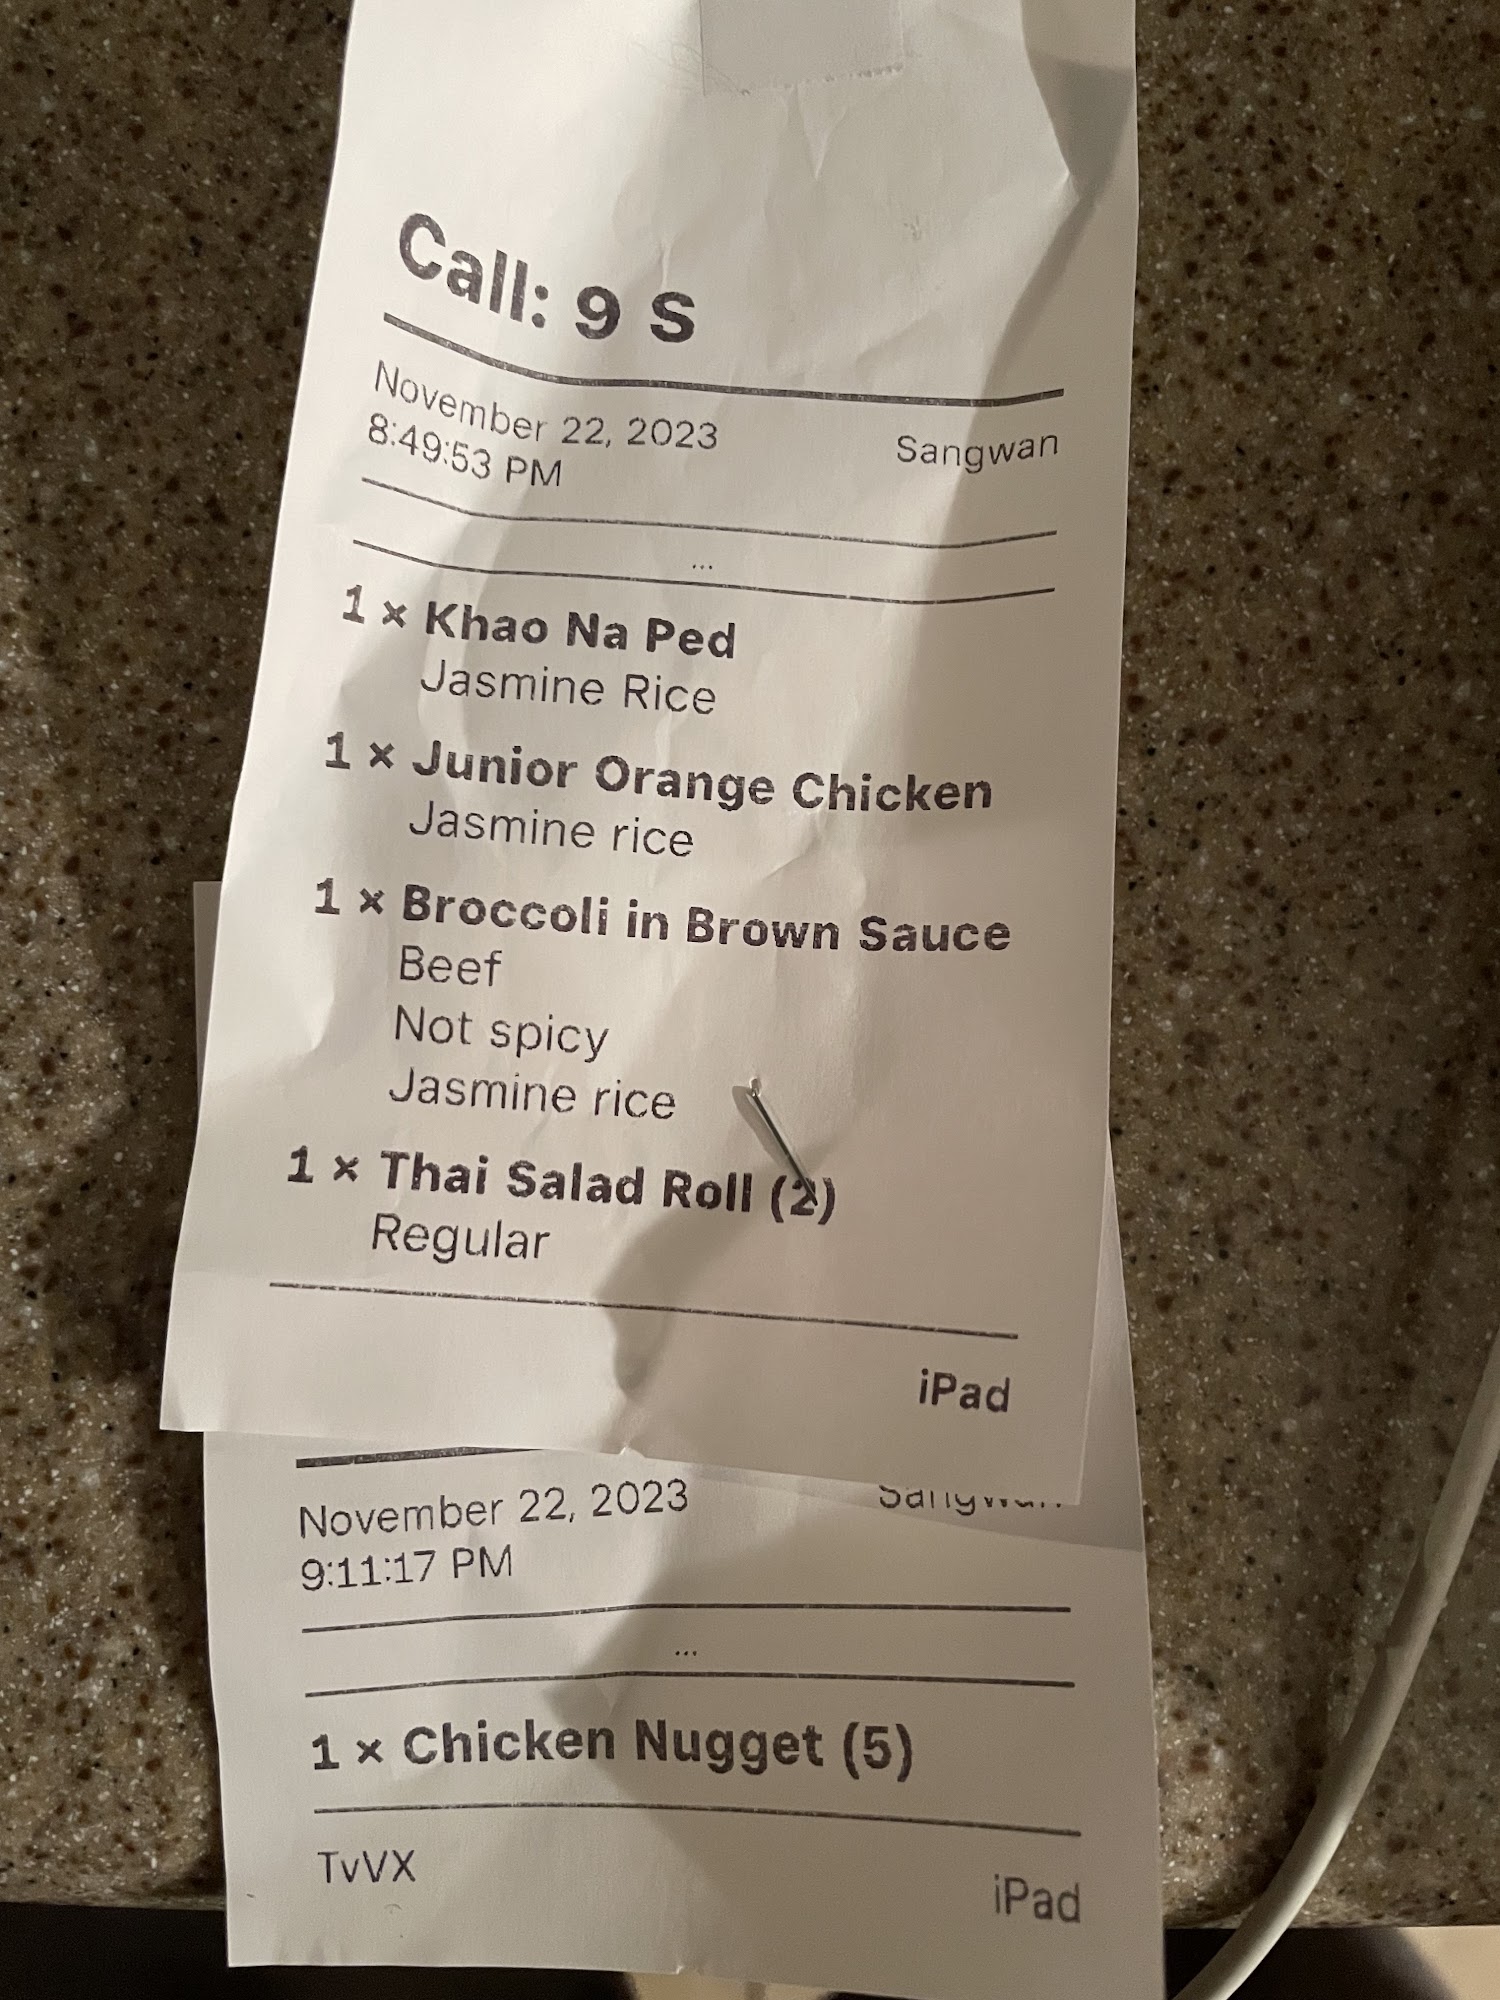 Call: 9 S
November 22, 2023 Sangwan
8:49:53 PM
...
1 × Khao Na Ped
Jasmine Rice
1 × Junior Orange Chicken
Jasmine rice
1 × Broccoli in Brown Sauce
Beef
Not spicy
Jasmine rice
1 × Thai Salad Roll (2)
Regular
iPad
November 22, 2023 Sangwan
9:11:17 PM
...
1 × Chicken Nugget (5)
TvVX iPad